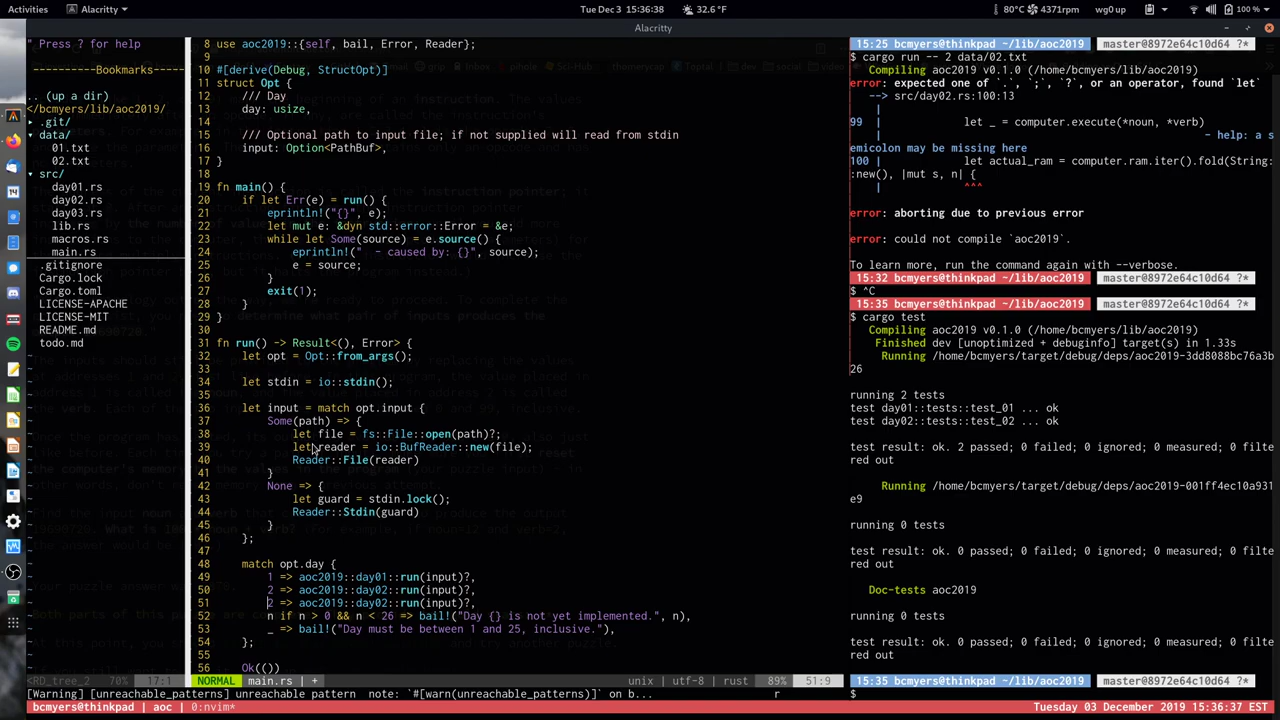 Activities
Alacritty
Tue Dec 3 15:36:38
32.6 °F
80°C
4371rpm
wg0 up
100 %
Alacritty
" Press ? for help
----------Bookmarks----------
.. (up a dir)
</bcmyers/lib/aoc2019/
▸ .git/
▾ data/
01.txt
02.txt
▾ src/
day01.rs
day02.rs
day03.rs
lib.rs
macros.rs
main.rs
.gitignore
Cargo.lock
Cargo.toml
LICENSE-APACHE
LICENSE-MIT
README.md
todo.md
<RD_tree_2 70% 17:1
8 use aoc2019::{self, bail, Error, Reader};
9
10 #[derive(Debug, StructOpt)]
11 struct Opt {
12 /// Day
13 day: usize,
14
15 /// Optional path to input file; if not supplied will read from stdin
16 input: Option<PathBuf>,
17 }
18
19 fn main() {
20 if let Err(e) = run() {
21 eprintln!("{}", e);
22 let mut e: &dyn std::error::Error = &e;
23 while let Some(source) = e.source() {
24 eprintln!("  - caused by: {}", source);
25 e = source;
26 }
27 exit(1);
28 }
29 }
30
31 fn run() -> Result<(), Error> {
32 let opt = Opt::from_args();
33
34 let stdin = io::stdin();
35
36 let input = match opt.input {
37 Some(path) => {
38 let file = fs::File::open(path)?;
39 let reader = io::BufReader::new(file);
40 Reader::File(reader)
41 }
42 None => {
43 let guard = stdin.lock();
44 Reader::Stdin(guard)
45 }
46 };
47
48 match opt.day {
49 1 => aoc2019::day01::run(input)?,
50 2 => aoc2019::day02::run(input)?,
51 2 => aoc2019::day02::run(input)?,
52 n if n > 0 && n < 26 => bail!("Day {} is not yet implemented.", n),
53 _ => bail!("Day must be between 1 and 25, inclusive."),
54 };
55
56 Ok(())
NORMAL main.rs | + unix | utf-8 | rust 89% 51:9
[Warning] [unreachable_patterns] unreachable pattern note: `#[warn(unreachable_patterns)]` on b... r
15:25 bcmyers@thinkpad ~/lib/aoc2019 master@8972e64c10d64 ?*
$ cargo run -- 2 data/02.txt
Compiling aoc2019 v0.1.0 (/home/bcmyers/lib/aoc2019)
error: expected one of `.`, `;`, `?`, or an operator, found `let`
--> src/day02.rs:100:13
|
99 | let _ = computer.execute(*noun, *verb)
| - help: a s
emicolon may be missing here
100 | let actual_ram = computer.ram.iter().fold(String:
:new(), |mut s, n| {
| ^^^
error: aborting due to previous error
error: could not compile `aoc2019`.
To learn more, run the command again with --verbose.
15:32 bcmyers@thinkpad ~/lib/aoc2019 master@8972e64c10d64 ?*
$ ^C
15:35 bcmyers@thinkpad ~/lib/aoc2019 master@8972e64c10d64 ?*
$ cargo test
Compiling aoc2019 v0.1.0 (/home/bcmyers/lib/aoc2019)
Finished dev [unoptimized + debuginfo] target(s) in 1.33s
Running /home/bcmyers/target/debug/deps/aoc2019-3dd8088bc76a3b
26
running 2 tests
test day01::tests::test_01 ... ok
test day02::tests::test_02 ... ok
test result: ok. 2 passed; 0 failed; 0 ignored; 0 measured; 0 filte
red out
Running /home/bcmyers/target/debug/deps/aoc2019-001ff4ec10a931
e9
running 0 tests
test result: ok. 0 passed; 0 failed; 0 ignored; 0 measured; 0 filte
red out
Doc-tests aoc2019
running 0 tests
test result: ok. 0 passed; 0 failed; 0 ignored; 0 measured; 0 filte
red out
15:35 bcmyers@thinkpad ~/lib/aoc2019 master@8972e64c10d64 ?*
$
bcmyers@thinkpad | aoc | 0:nvim* Tuesday 03 December 2019 15:36:37 EST